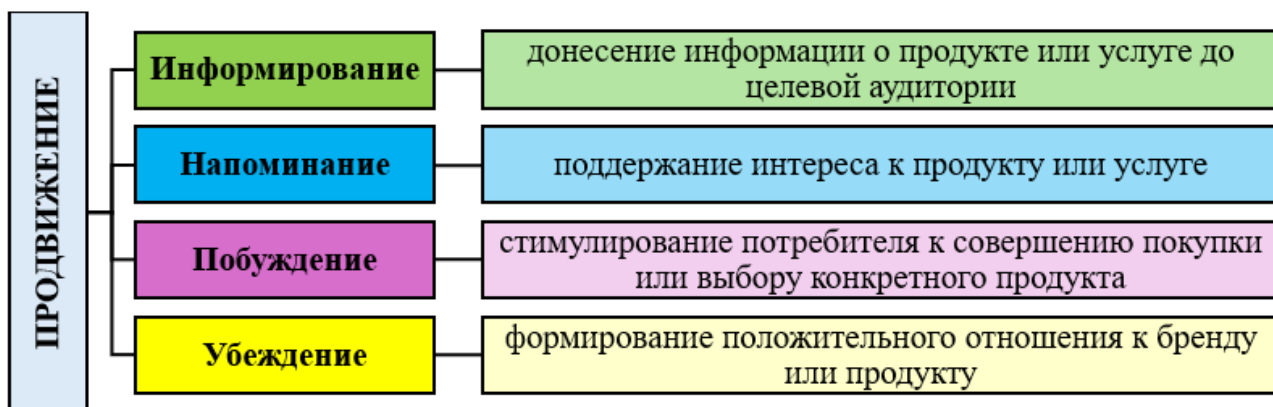 ПРОДВИЖЕНИЕ
Информирование
донесение информации о продукте или услуге до
целевой аудитории
Напоминание
поддержание интереса к продукту или услуге
Побуждение
стимулирование потребителя к совершению покупки
или выбору конкретного продукта
Убеждение
формирование положительного отношения к бренду
или продукту